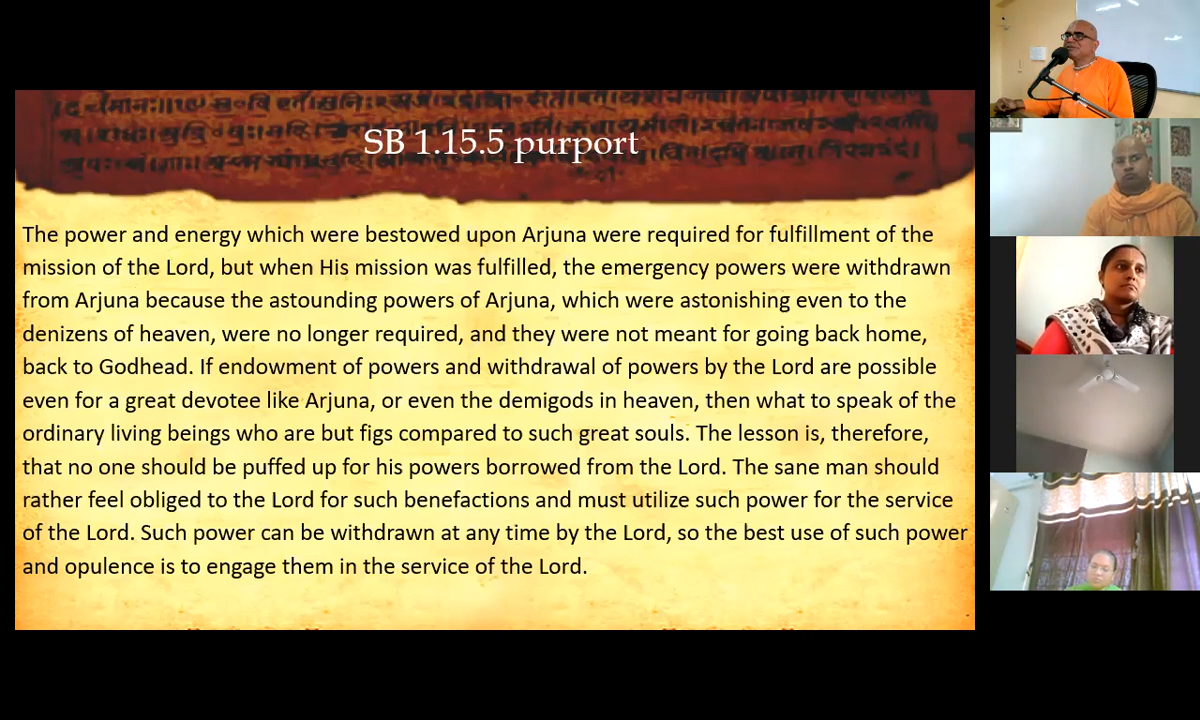 SB 1.15.5 purport
The power and energy which were bestowed upon Arjuna were required for fulfillment of the
mission of the Lord, but when His mission was fulfilled, the emergency powers were withdrawn
from Arjuna because the astounding powers of Arjuna, which were astonishing even to the
denizens of heaven, were no longer required, and they were not meant for going back home,
back to Godhead. If endowment of powers and withdrawal of powers by the Lord are possible
even for a great devotee like Arjuna, or even the demigods in heaven, then what to speak of the
ordinary living beings who are but figs compared to such great souls. The lesson is, therefore,
that no one should be puffed up for his powers borrowed from the Lord. The sane man should
rather feel obliged to the Lord for such benefactions and must utilize such power for the service
of the Lord. Such power can be withdrawn at any time by the Lord, so the best use of such power
and opulence is to engage them in the service of the Lord.